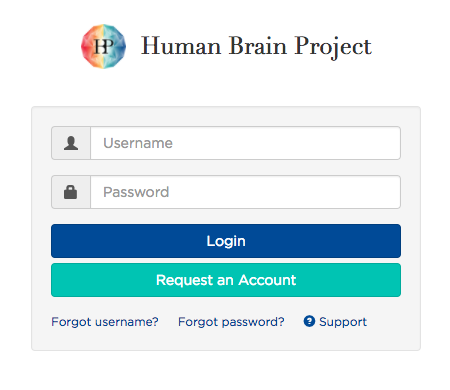 HP Human Brain Project
Username
Password
Login
Request an Account
Forgot username? Forgot password? ? Support